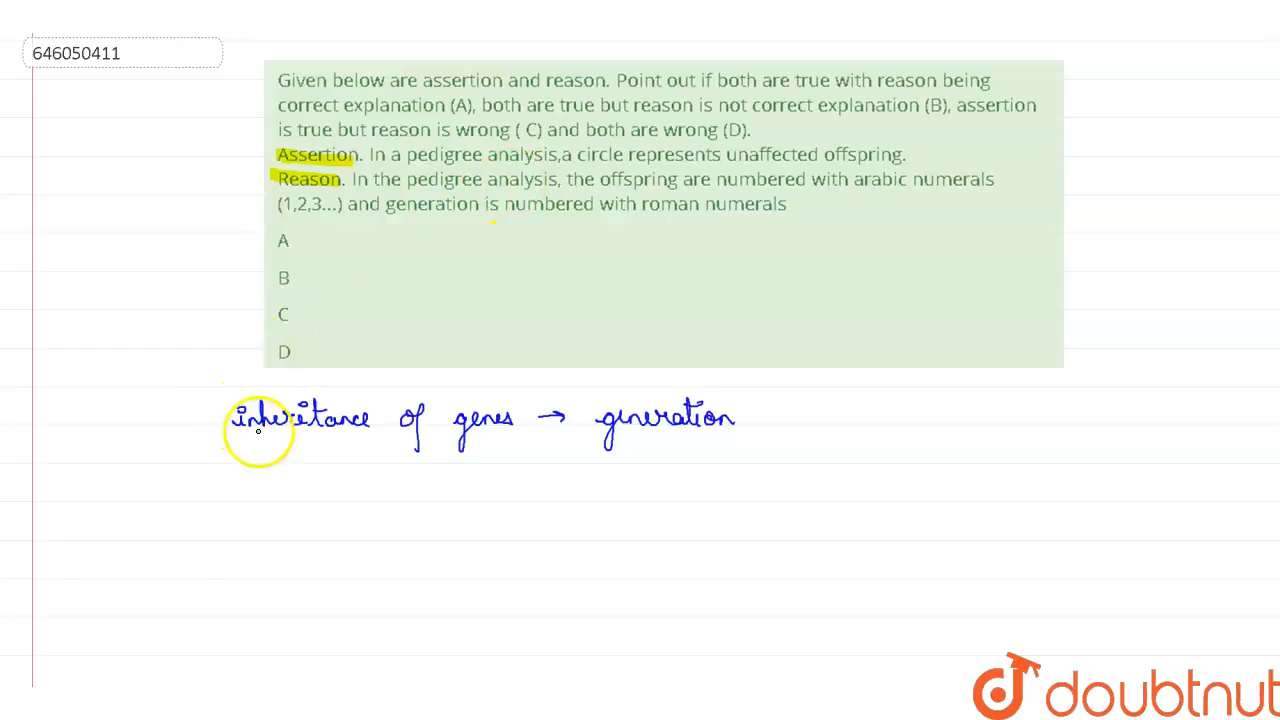 646050411
Given below are assertion and reason. Point out if both are true with reason being
correct explanation (A), both are true but reason is not correct explanation (B), assertion
is true but reason is wrong ( C) and both are wrong (D).
Assertion. In a pedigree analysis,a circle represents unaffected offspring.
Reason. In the pedigree analysis, the offspring are numbered with arabic numerals
(1,2,3...) and generation is numbered with roman numerals
A
B
C
D
inheritance of genes → generation
doubtnut